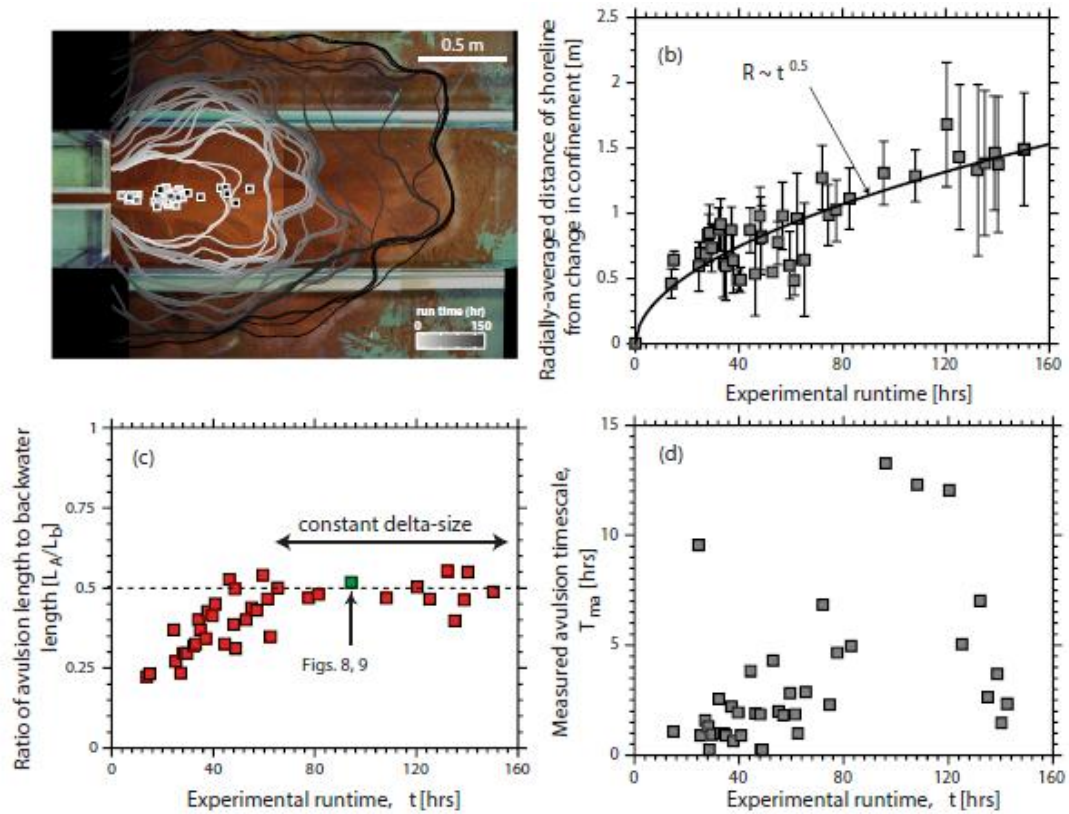 0.5 m
run time (hr)
0 150
Radially-averaged distance of shoreline
from change in confinement [m]
2.5
2
1.5
1
0.5
0
(b)
R ~ t 0.5
0 40 80 120 160
Experimental runtime [hrs]
Ratio of avulsion length to backwater
length [LA/Lb]
1
0.75
0.5
0.25
0
(c)
constant delta-size
Figs. 8, 9
0 40 80 120 160
Experimental runtime, t [hrs]
Measured avulsion timescale,
Tma [hrs]
15
10
5
0
(d)
0 40 80 120 160
Experimental runtime, t [hrs]